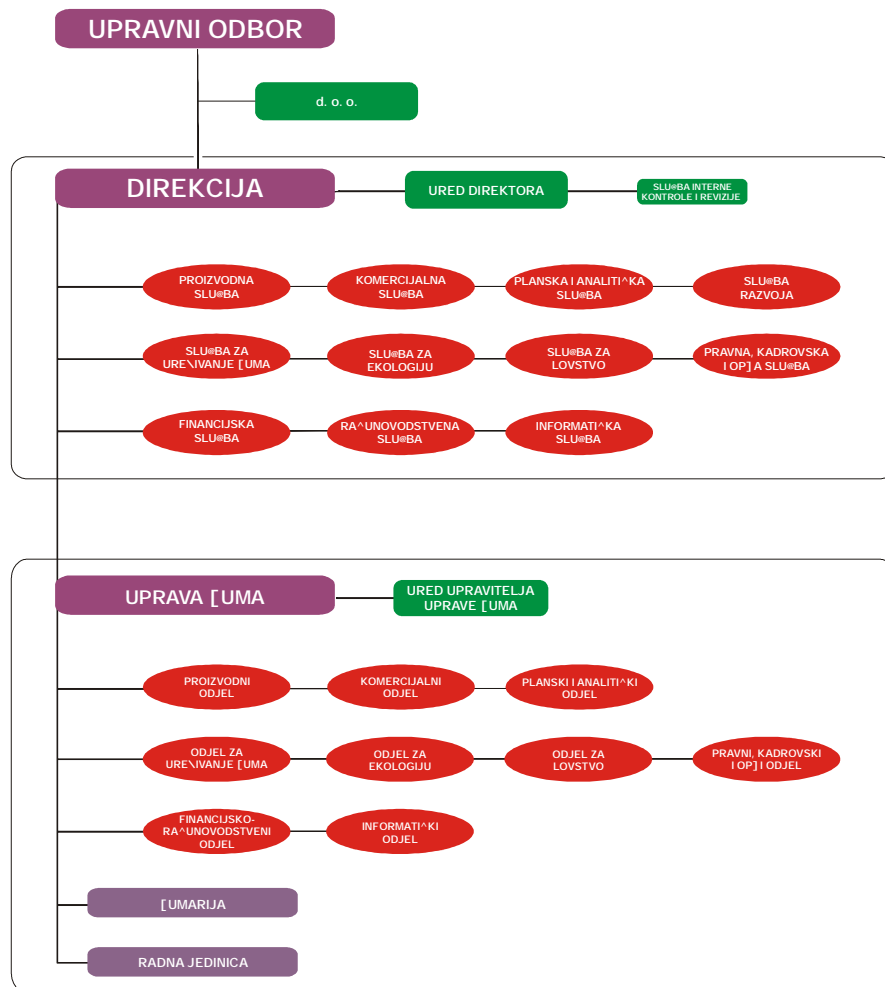 UPRAVNI ODBOR
d. o. o.
DIREKCIJA
URED DIREKTORA
SLU@BA INTERNE
KONTROLE I REVIZIJE
PROIZVODNA
SLU@BA
KOMERCIJALNA
SLU@BA
PLANSKA I ANALITI^KA
SLU@BA
SLU@BA
RAZVOJA
SLU@BA ZA
URE\IVANJE [UMA
SLU@BA ZA
EKOLOGIJU
SLU@BA ZA
LOVSTVO
PRAVNA, KADROVSKA
I OP]A SLU@BA
FINANCIJSKA
SLU@BA
RA^UNOVODSTVENA
SLU@BA
INFORMATI^KA
SLU@BA
UPRAVA [UMA
URED UPRAVITELJA
UPRAVE [UMA
PROIZVODNI
ODJEL
KOMERCIJALNI
ODJEL
PLANSKI I ANALITI^KI
ODJEL
ODJEL ZA
URE\IVANJE [UMA
ODJEL ZA
EKOLOGIJU
ODJEL ZA
LOVSTVO
PRAVNI, KADROVSKI
I OP]I ODJEL
FINANCIJSKO-
RA^UNOVODSTVENI
ODJEL
INFORMATI^KI
ODJEL
[UMARIJA
RADNA JEDINICA